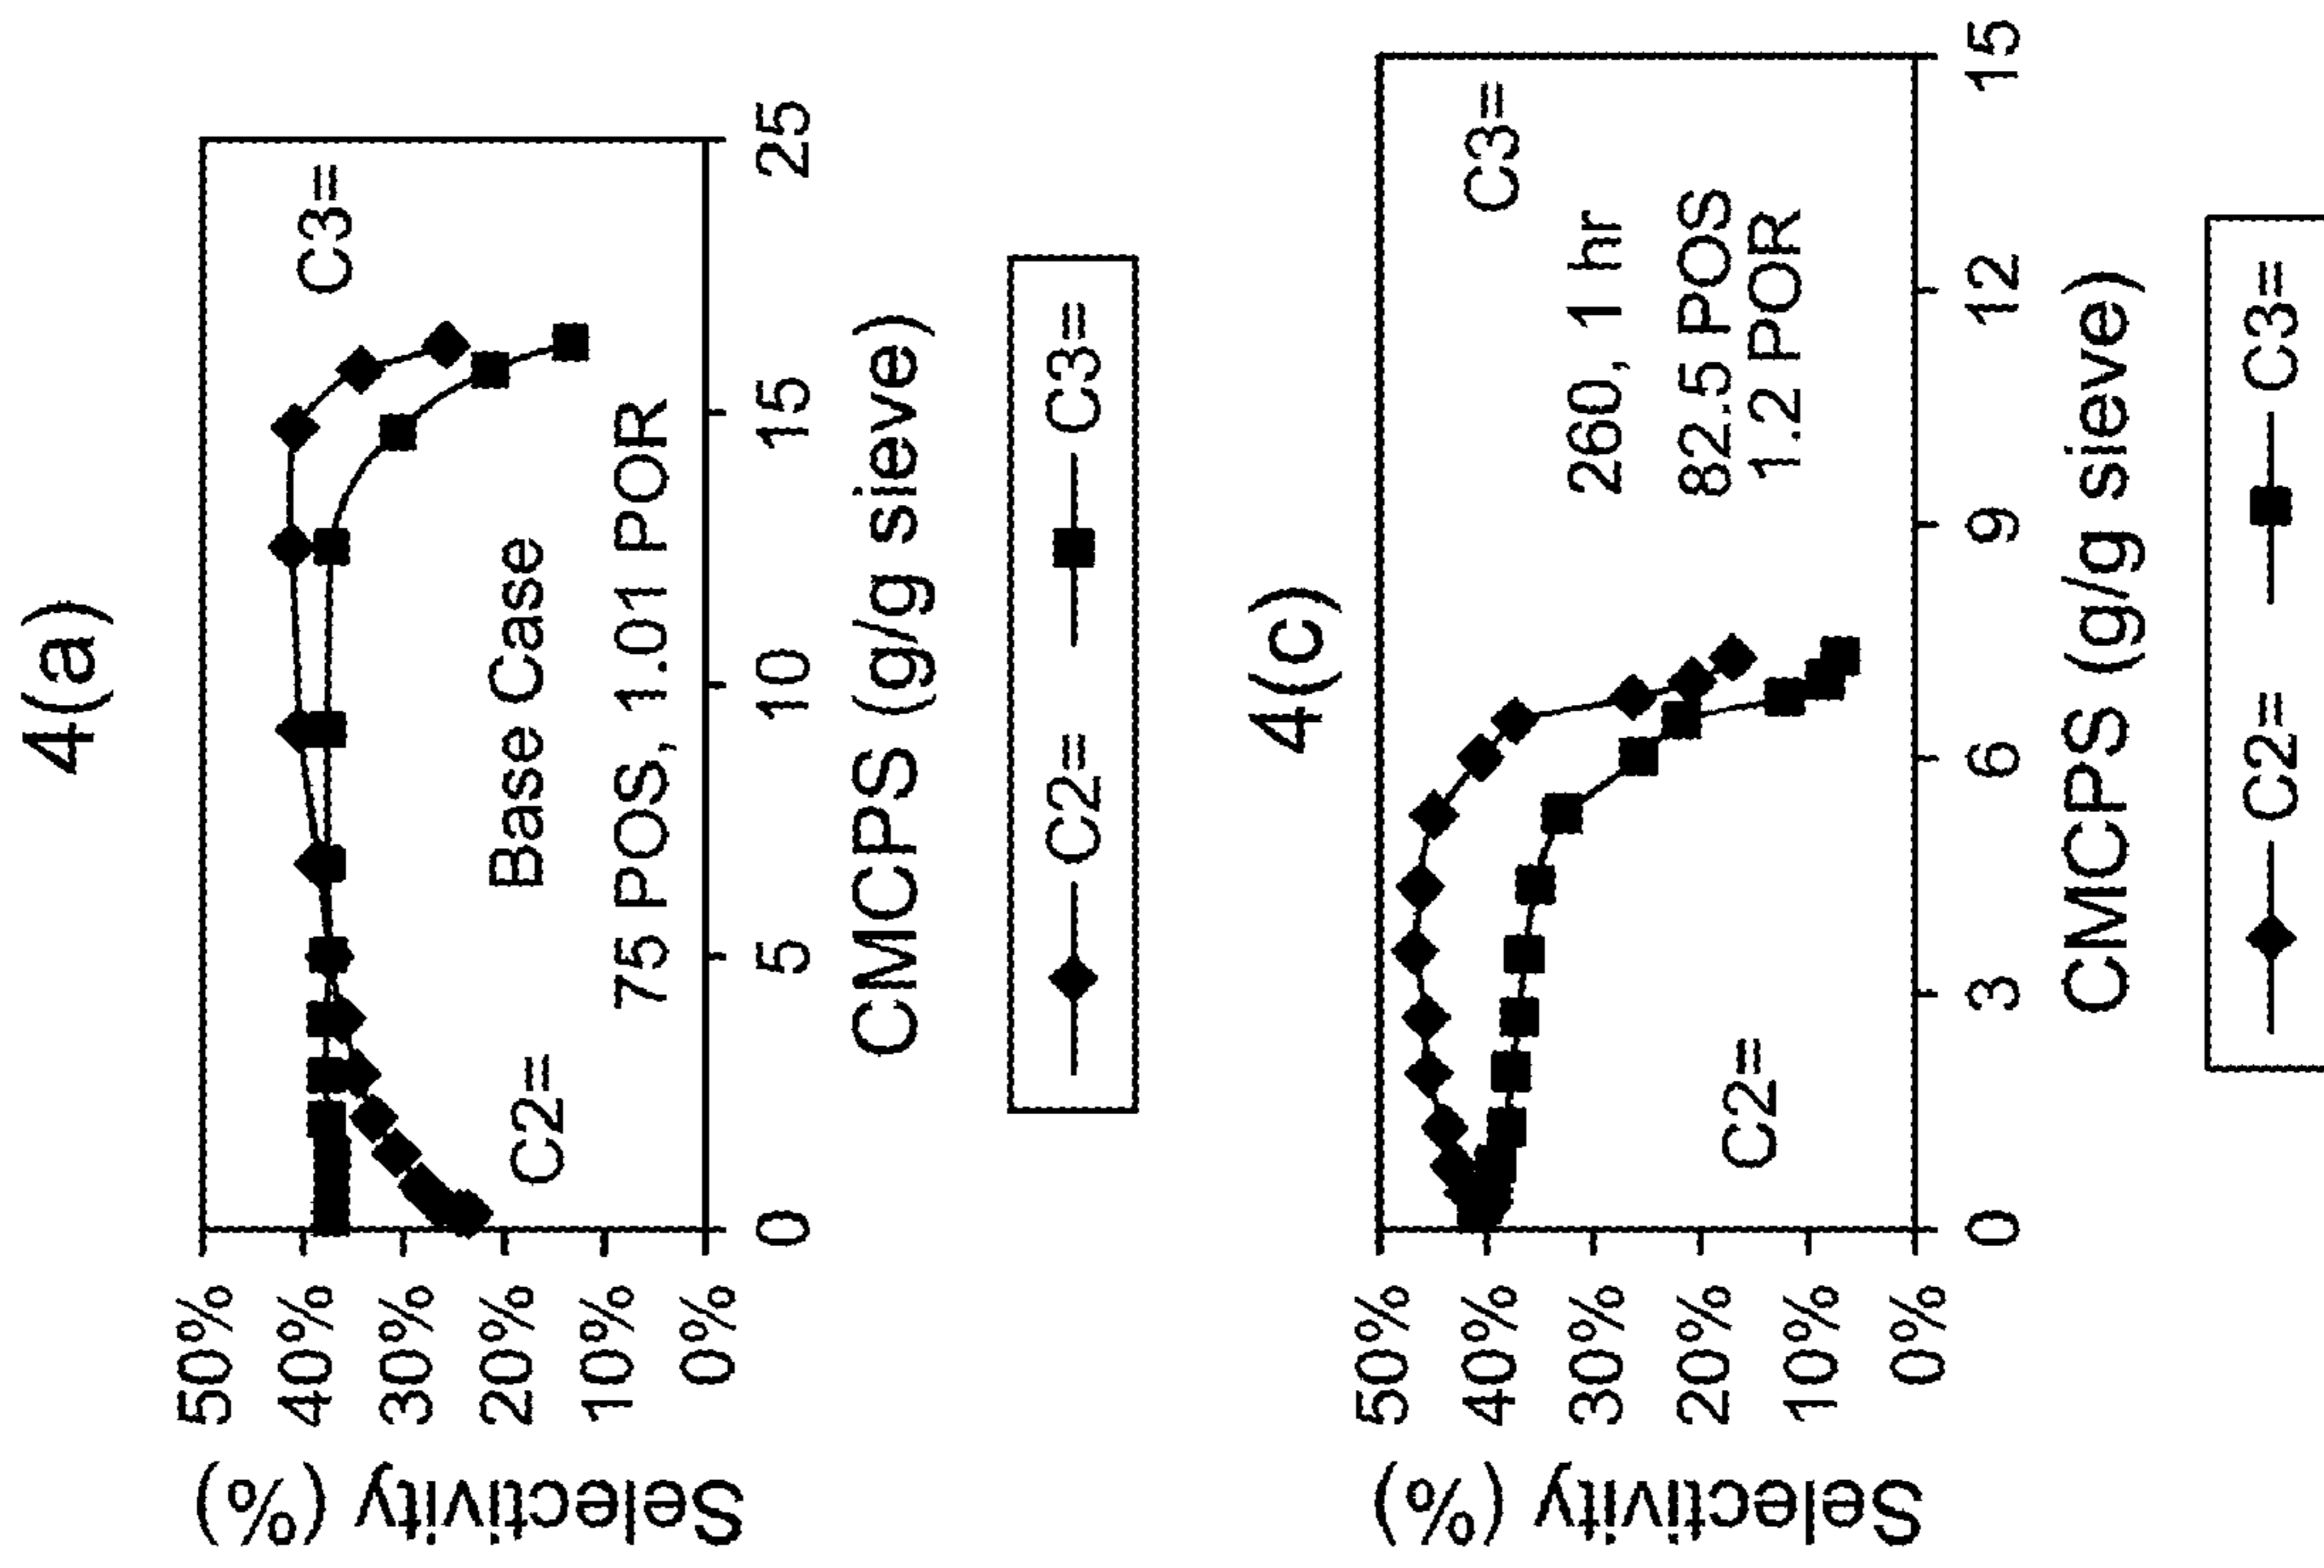 4(a)
Selectivity (%)
50%
40%
30%
20%
10%
0%
C3=
Base Case
C2=
75 POS, 1.01 POR
0
5
10
15
25
CMCPS (g/g sieve)
C2=
C3=
4(c)
Selectivity (%)
50%
40%
30%
20%
10%
0%
C3=
260, 1 hr
82.5 POS
1.2 POR
C2=
0
3
6
9
12
15
CMCPS (g/g sieve)
C2=
C3=